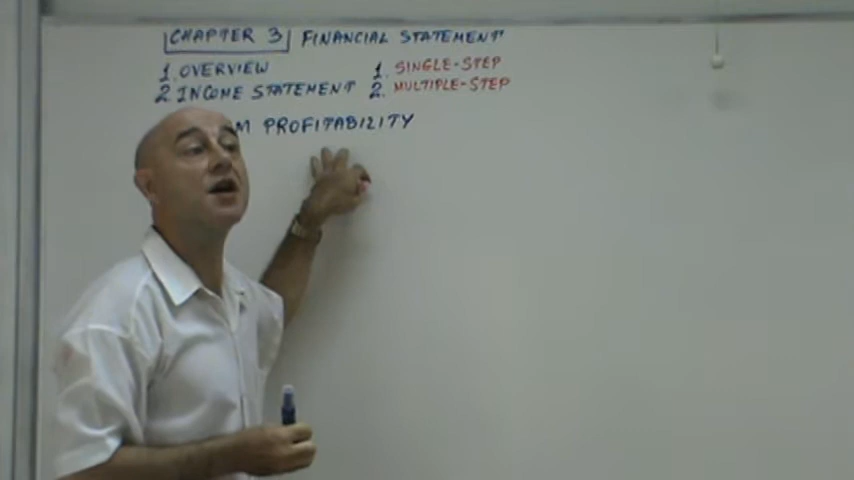 CHAPTER 3 FINANCIAL STATEMENT
1. OVERVIEW 1. SINGLE-STEP
2 INCOME STATEMENT 2. MULTIPLE-STEP
M PROFITABILITY